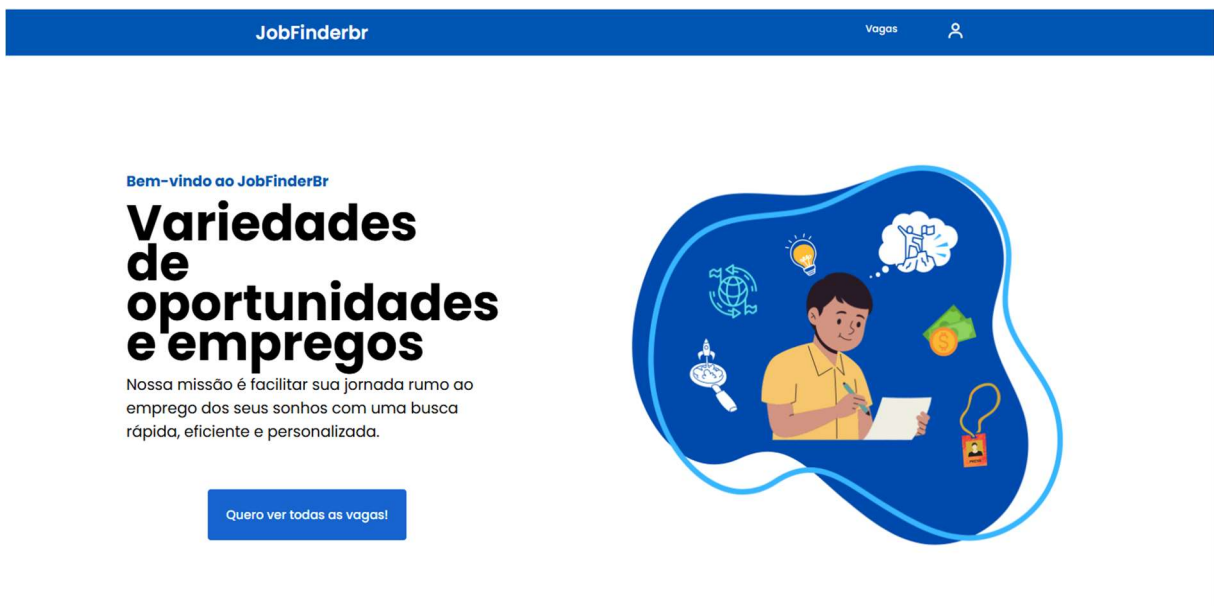 JobFinderbr
Vagas
Bem-vindo ao JobFinderBr
Variedades
de
oportunidades
e empregos
Nossa missão é facilitar sua jornada rumo ao
emprego dos seus sonhos com uma busca
rápida, eficiente e personalizada.
Quero ver todas as vagas!